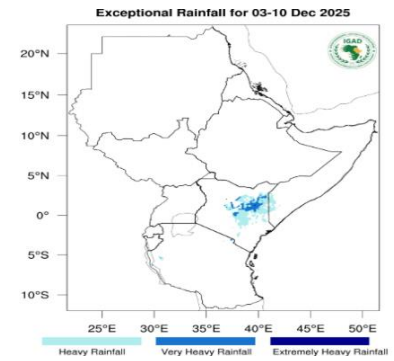 Exceptional Rainfall for 03-10 Dec 2025
IGAD
20°N
15°N
10°N
5°N
0°
5°S
10°S
25°E 30°E 35°E 40°E 45°E 50°E
Heavy Rainfall Very Heavy Rainfall Extremely Heavy Rainfall